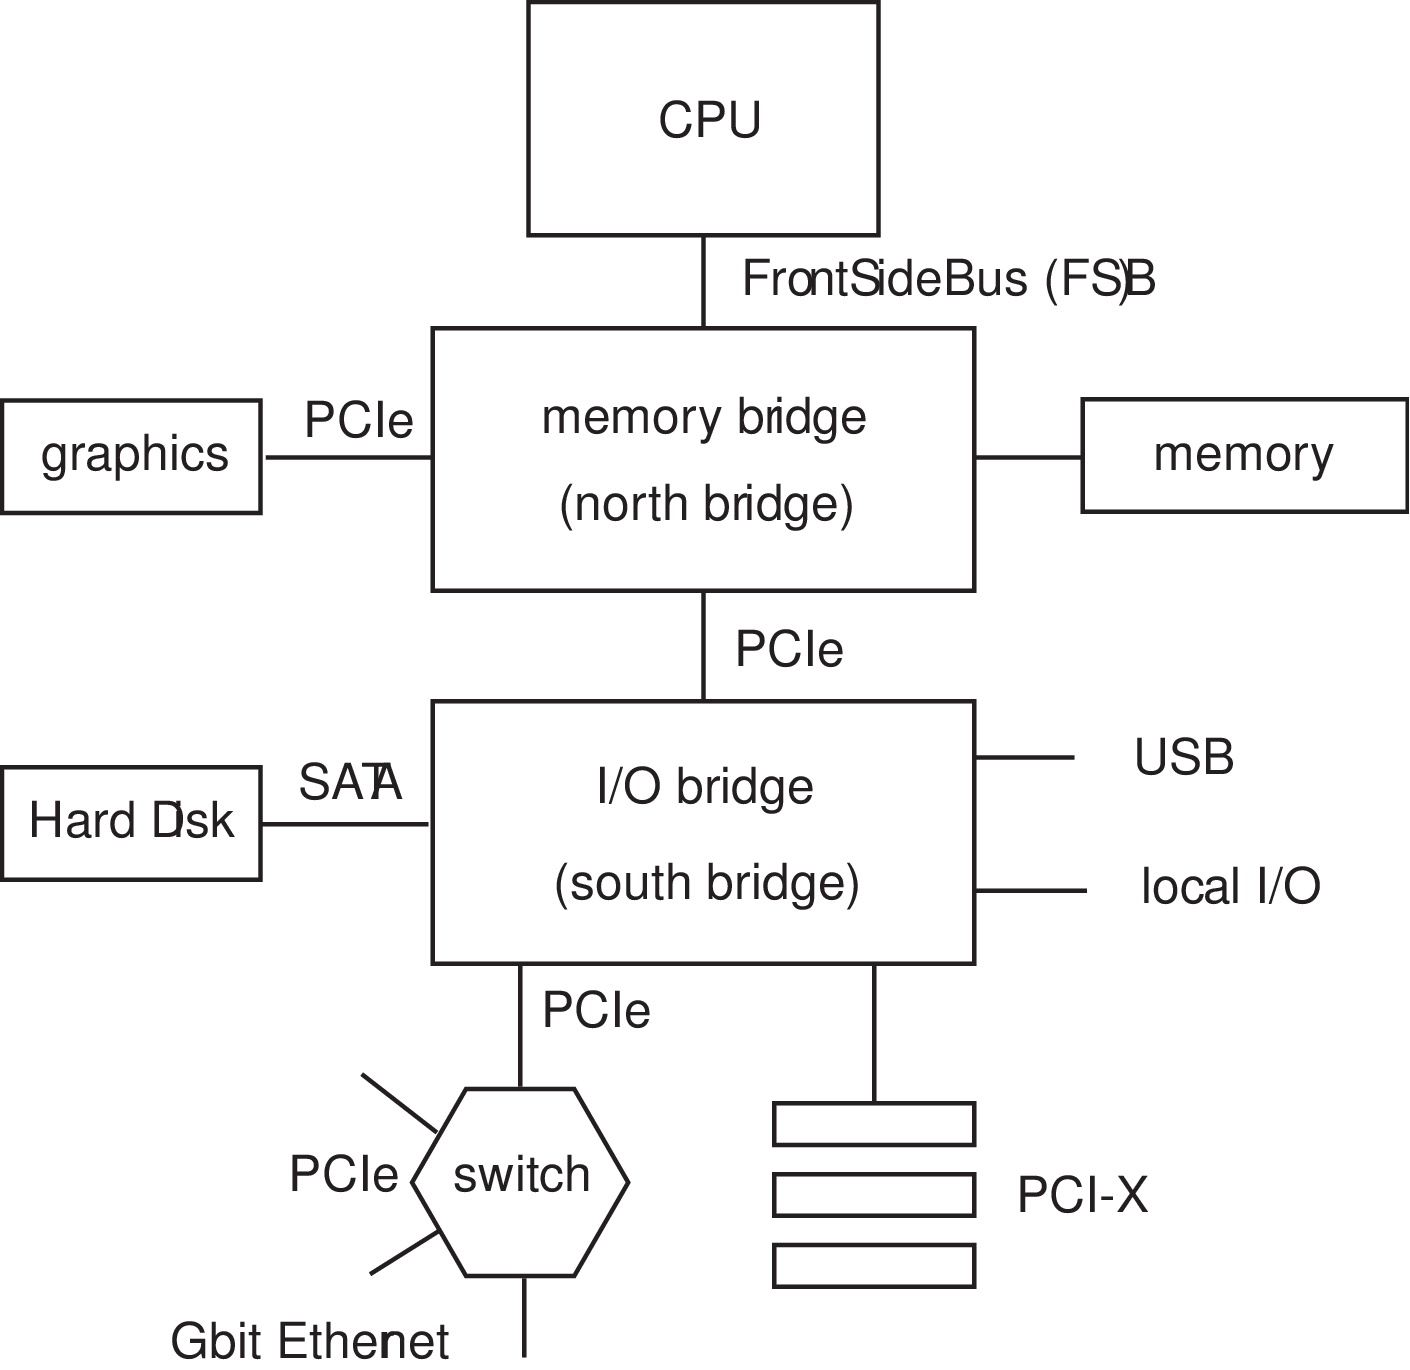 CPU
FrontSideBus (FSB)
PCIe
memory bridge
graphics
memory
(north bridge)
PCIe
USB
SATA
I/O bridge
Hard Disk
(south bridge)
local I/O
PCIe
PCIe
switch
PCI-X
Gbit Ethernet